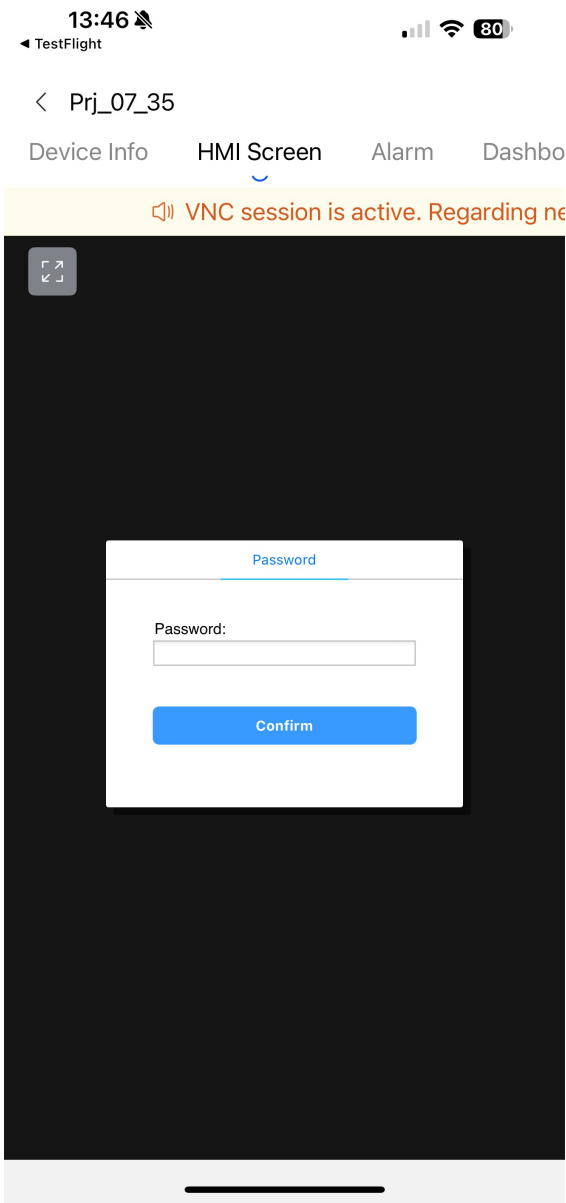 13:46
80
◀ TestFlight
Prj_07_35
Device Info HMI Screen Alarm Dashbo
VNC session is active. Regarding ne
Password
Password:
Confirm